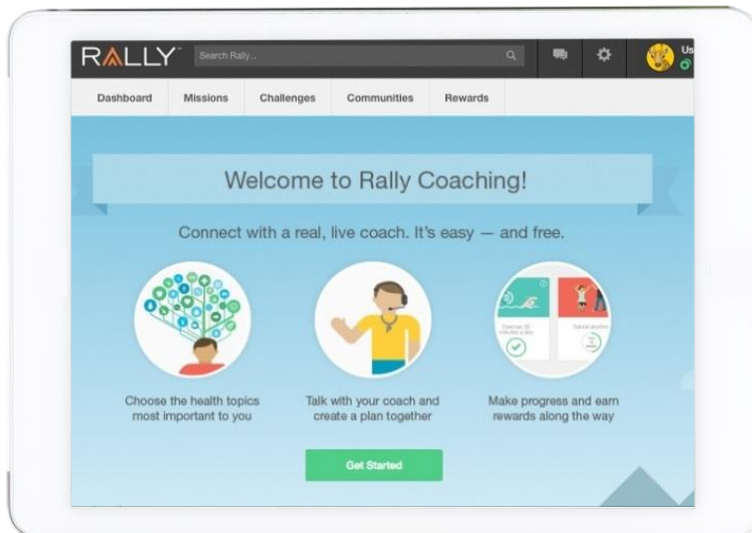 RALLY™
Search Rally...
Us
Dashboard Missions Challenges Communities Rewards
Welcome to Rally Coaching!
Connect with a real, live coach. It's easy — and free.
Choose the health topics
most important to you
Talk with your coach and
create a plan together
Make progress and earn
rewards along the way
Get Started